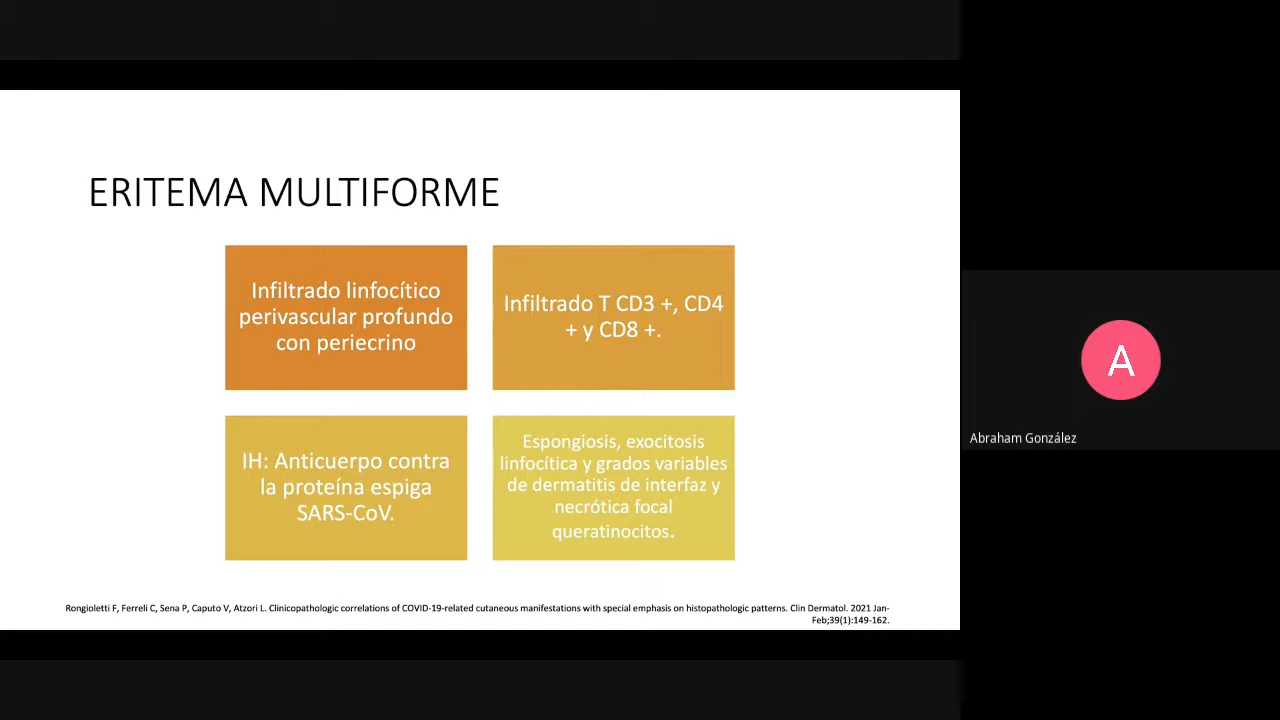 ERITEMA MULTIFORME
Infiltrado linfocítico
perivascular profundo
con periecrino
Infiltrado T CD3 +, CD4
+ y CD8 +.
IH: Anticuerpo contra
la proteína espiga
SARS-CoV.
Espongiosis, exocitosis
linfocítica y grados variables
de dermatitis de interfaz y
necrótica focal
queratinocitos.
Rongioletti F, Ferreli C, Sena P, Caputo V, Atzori L. Clinicopathologic correlations of COVID-19-related cutaneous manifestations with special emphasis on histopathologic patterns. Clin Dermatol. 2021 Jan-
Feb;39(1):149-162.
A
Abraham González